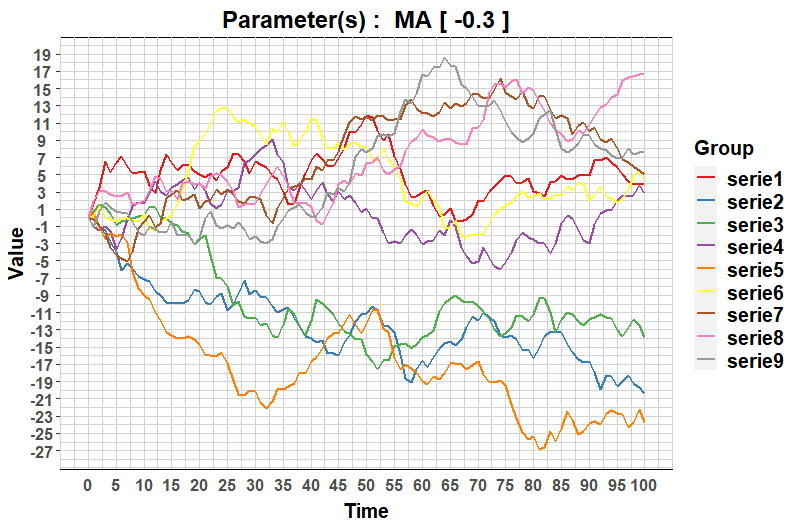 Parameter(s) :  MA [ -0.3 ]
Value
19
17
15
13
11
9
7
5
3
1
-1
-3
-5
-7
-9
-11
-13
-15
-17
-19
-21
-23
-25
-27
0 5 10 15 20 25 30 35 40 45 50 55 60 65 70 75 80 85 90 95 100
Time
Group
serie1
serie2
serie3
serie4
serie5
serie6
serie7
serie8
serie9